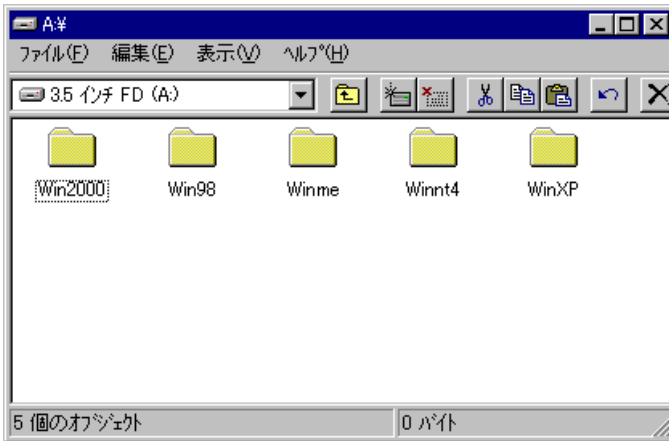 A:¥
ﾌｧｲﾙ(F) 編集(E) 表示(V) ﾍﾙﾌﾟ(H)
3.5 ｲﾝﾁ FD (A:)
Win2000 Win98 Winme Winnt4 WinXP
5 個のｵﾌﾞｼﾞｪｸﾄ 0 ﾊﾞｲﾄ